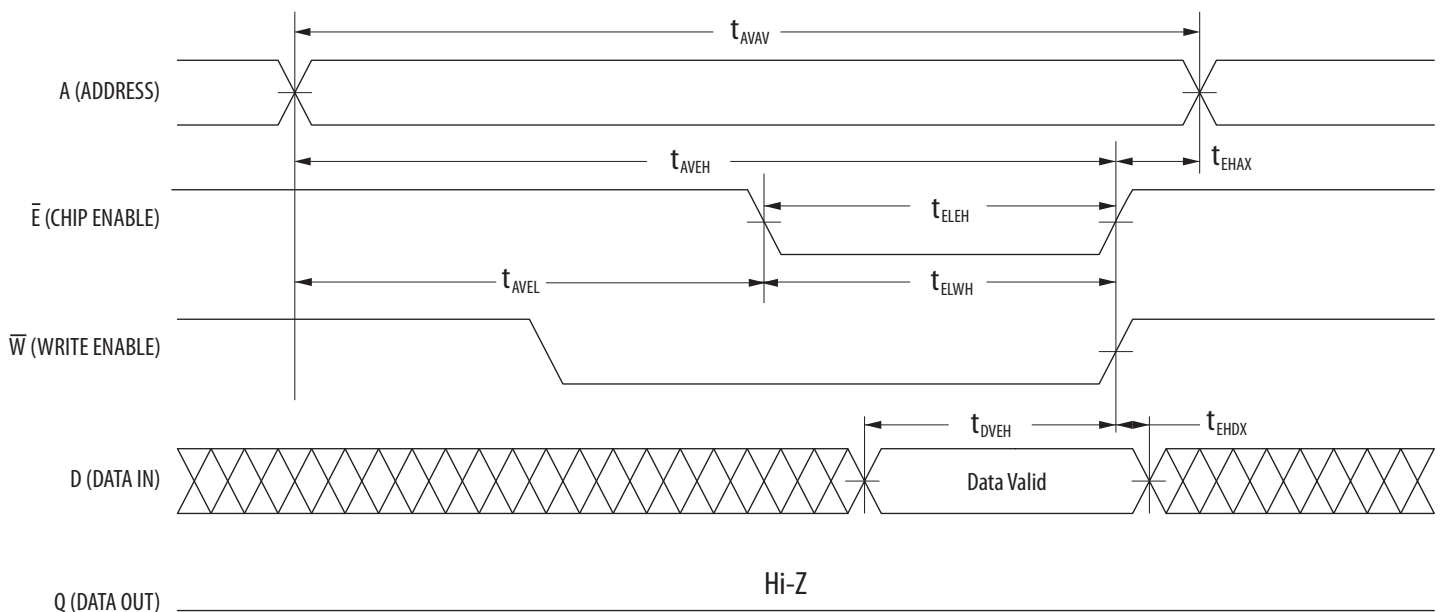 tAVAV
A (ADDRESS)
tAVEH
tEHAX
E̅ (CHIP ENABLE)
tELEH
tAVEL
tELWH
W̅ (WRITE ENABLE)
tDVEH
tEHDX
D (DATA IN)
Data Valid
Hi-Z
Q (DATA OUT)